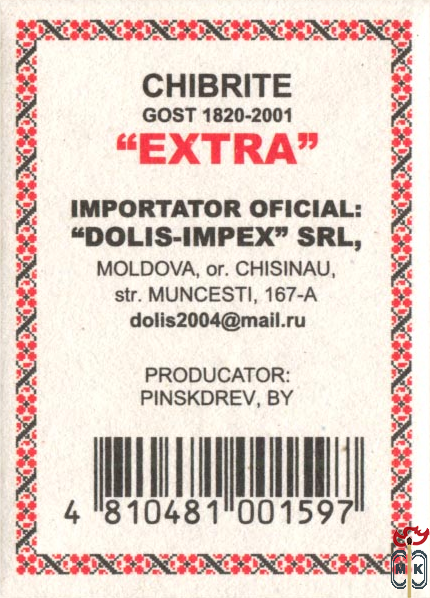 CHIBRITE
GOST 1820-2001
“EXTRA”
IMPORTATOR OFICIAL:
“DOLIS-IMPEX” SRL,
MOLDOVA, or. CHISINAU,
str. MUNCESTI, 167-A
dolis2004@mail.ru
PRODUCATOR:
PINSKDREV, BY
4 810481 001597
M K